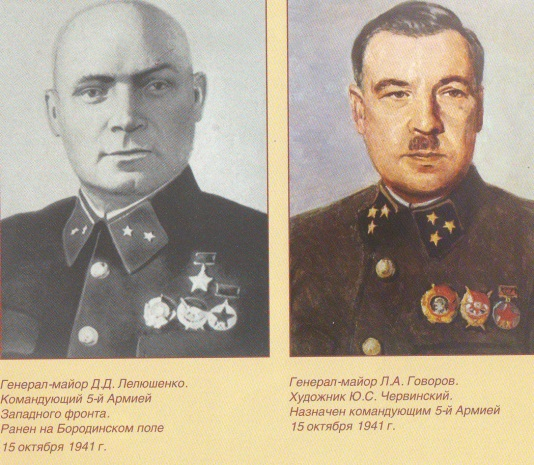 Генерал-майор Д.Д. Лелюшенко.
Командующий 5-й Армией
Западного фронта.
Ранен на Бородинском поле
15 октября 1941 г.
Генерал-майор Л.А. Говоров.
Художник Ю.С. Червинский.
Назначен командующим 5-й Армией
15 октября 1941 г.